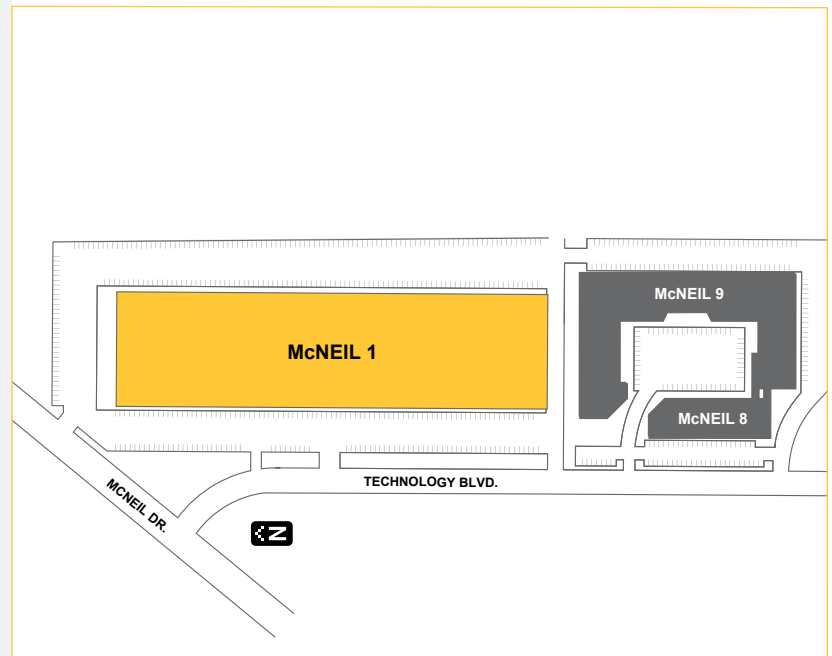 McNEIL 9
McNEIL 1
McNEIL 8
TECHNOLOGY BLVD.
MCNEIL DR.
N